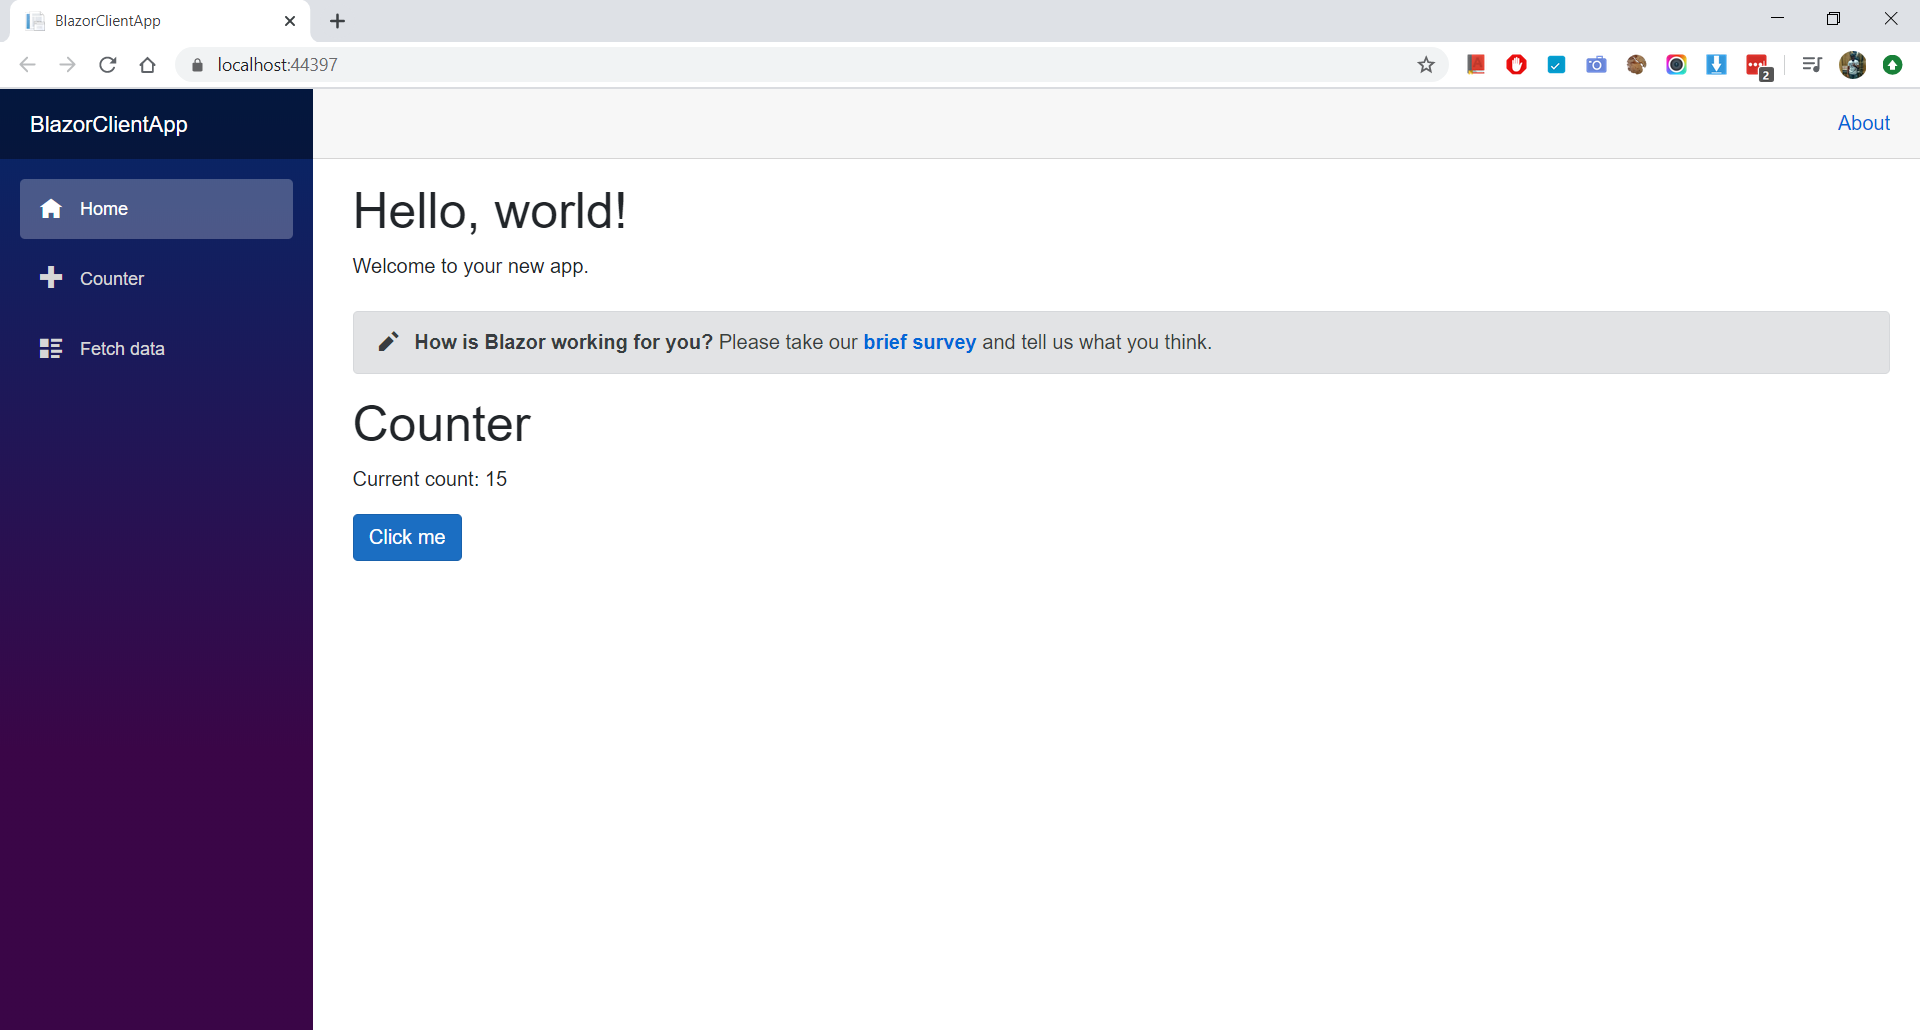 BlazorClientApp
localhost:44397
2
BlazorClientApp
About
Home
Counter
Fetch data
Hello, world!
Welcome to your new app.
How is Blazor working for you? Please take our brief survey and tell us what you think.
Counter
Current count: 15
Click me